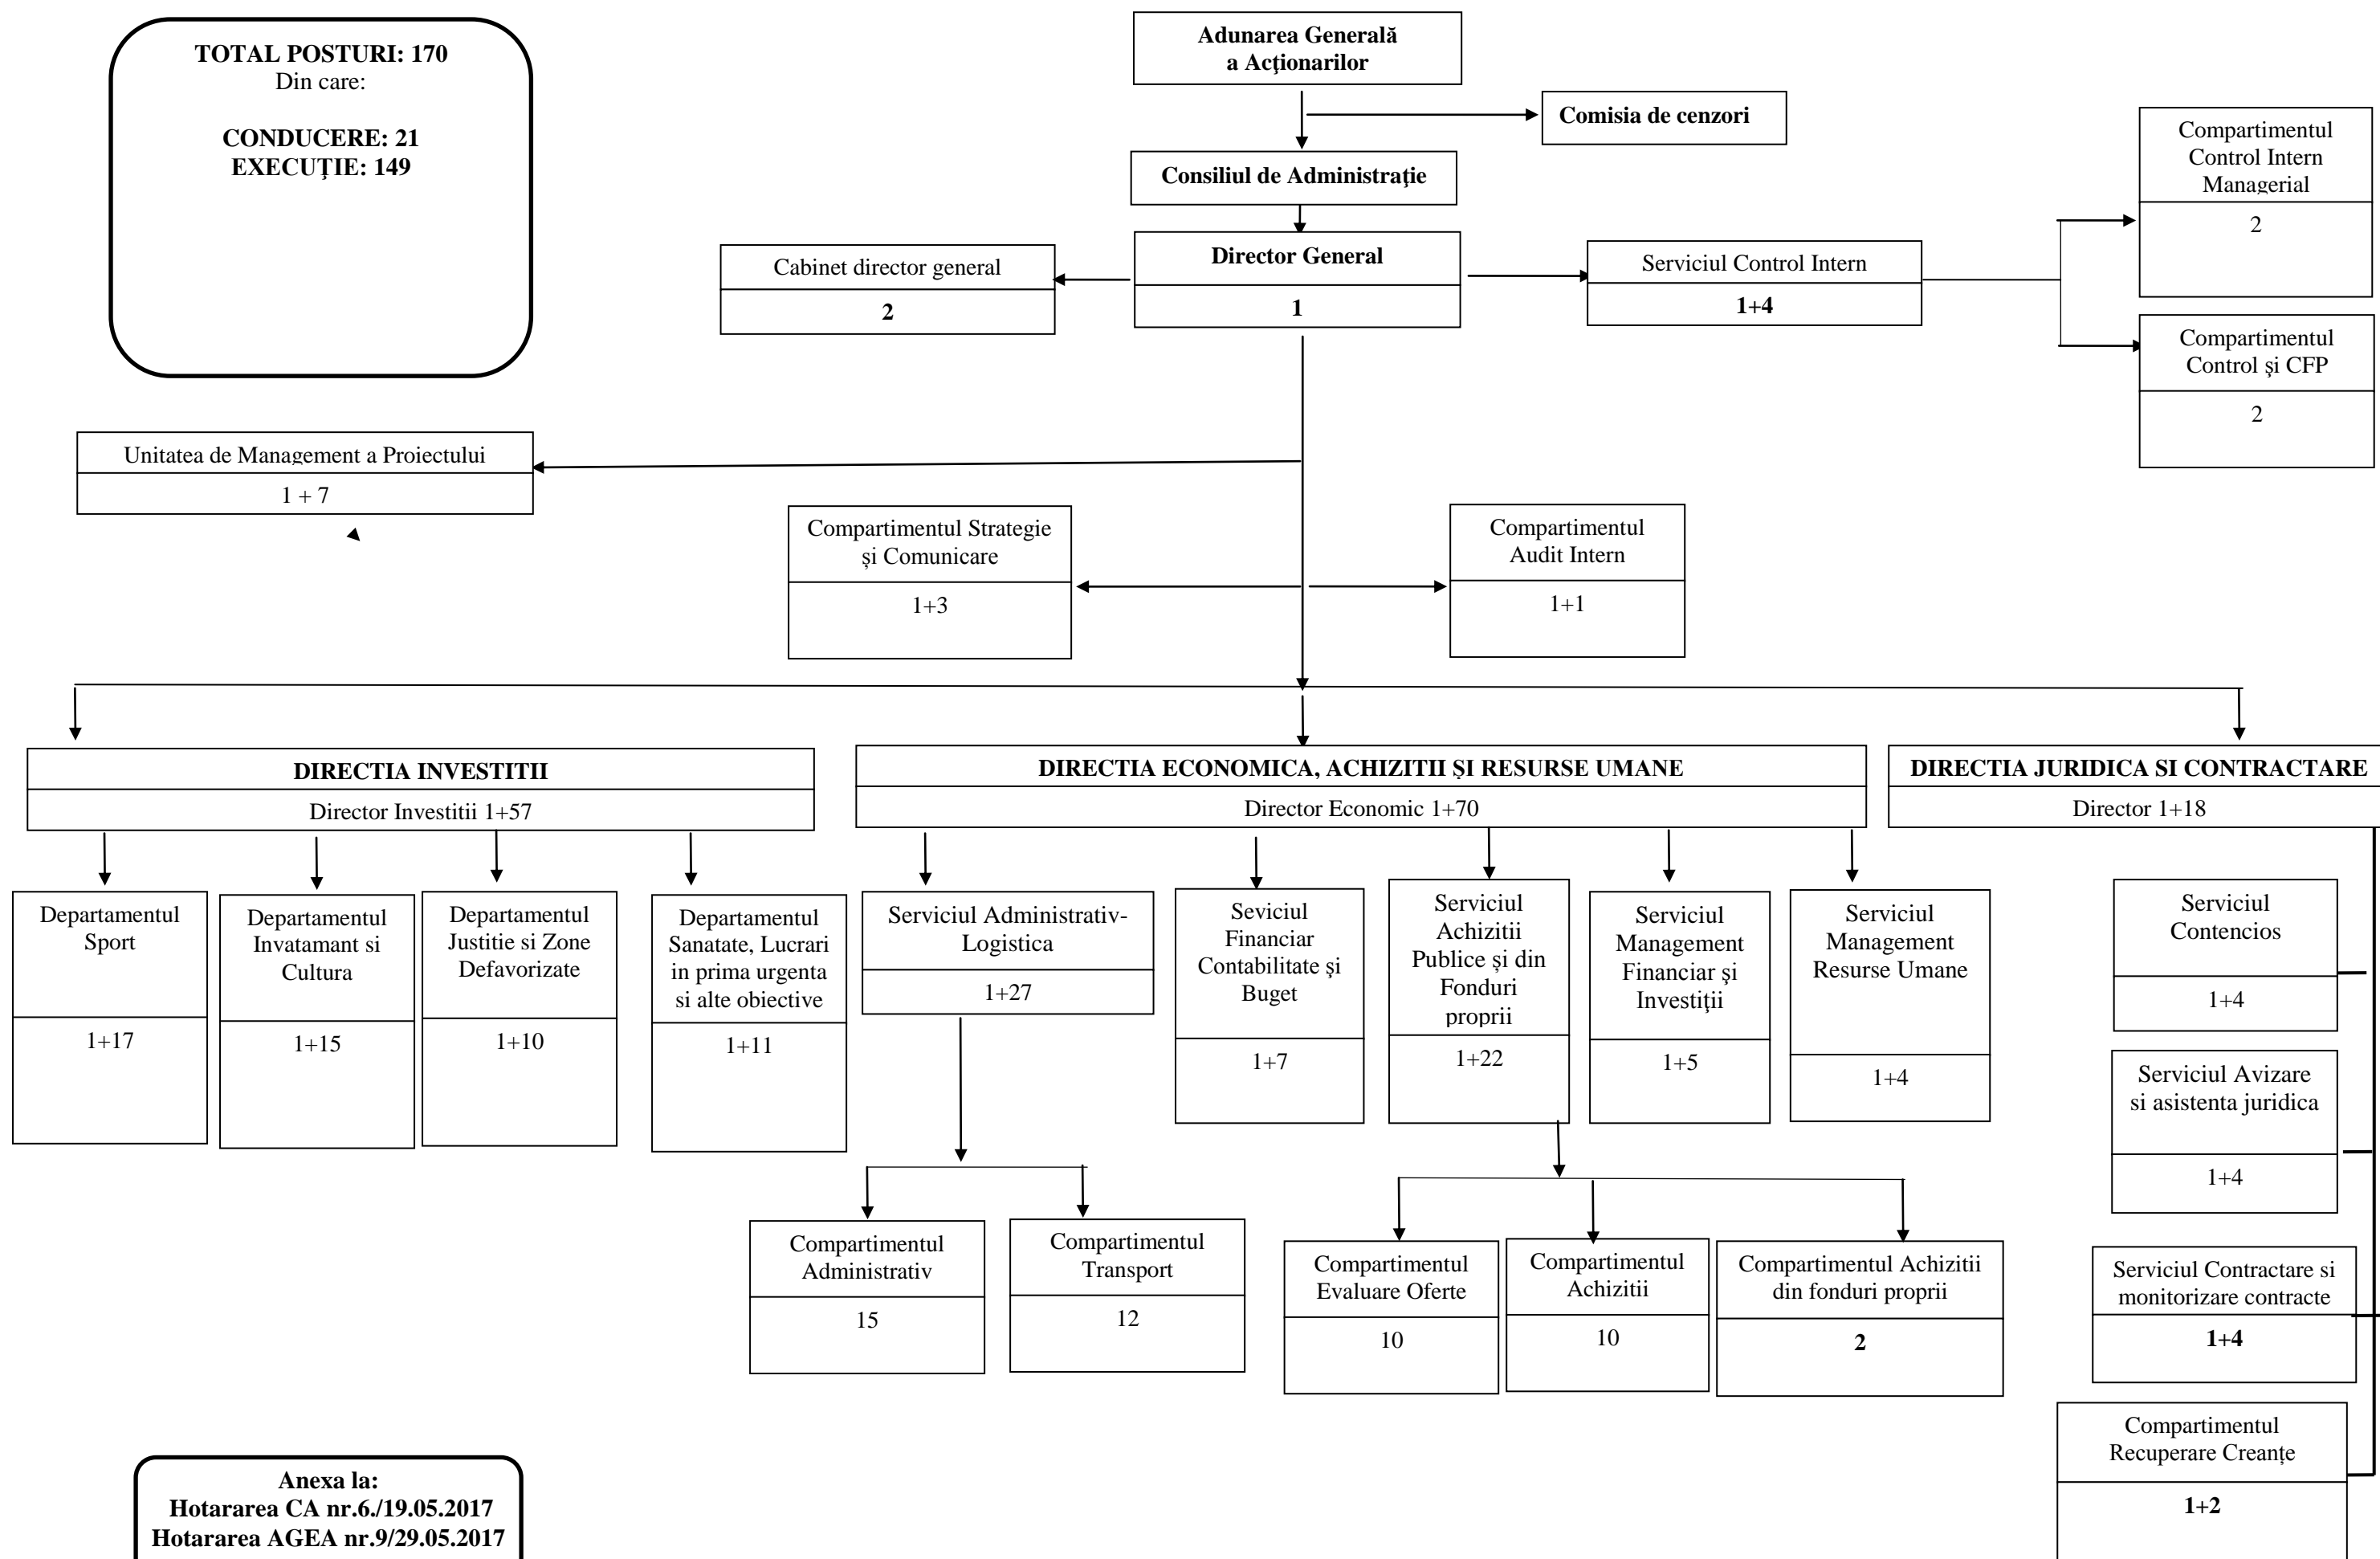 TOTAL POSTURI: 170
Din care:
CONDUCERE: 21
EXECUŢIE: 149
Adunarea Generală
a Acţionarilor
Comisia de cenzori
Consiliul de Administraţie
Cabinet director general
2
Director General
1
Serviciul Control Intern
1+4
Compartimentul
Control Intern
Managerial
2
Compartimentul
Control şi CFP
2
Unitatea de Management a Proiectului
1 + 7
Compartimentul Strategie
și Comunicare
1+3
Compartimentul
Audit Intern
1+1
DIRECTIA INVESTITII
Director Investitii 1+57
DIRECTIA ECONOMICA, ACHIZITII ȘI RESURSE UMANE
Director Economic 1+70
DIRECTIA JURIDICA SI CONTRACTARE
Director 1+18
Departamentul
Sport
1+17
Departamentul
Invatamant si
Cultura
1+15
Departamentul
Justitie si Zone
Defavorizate
1+10
Departamentul
Sanatate, Lucrari
in prima urgenta
si alte obiective
1+11
Serviciul Administrativ-
Logistica
1+27
Seviciul
Financiar
Contabilitate şi
Buget
1+7
Serviciul
Achizitii
Publice și din
Fonduri
proprii
1+22
Serviciul
Management
Financiar şi
Investiţii
1+5
Serviciul
Management
Resurse Umane
1+4
Serviciul
Contencios
1+4
Serviciul Avizare
si asistenta juridica
1+4
Compartimentul
Administrativ
15
Compartimentul
Transport
12
Compartimentul
Evaluare Oferte
10
Compartimentul
Achizitii
10
Compartimentul Achizitii
din fonduri proprii
2
Serviciul Contractare si
monitorizare contracte
1+4
Compartimentul
Recuperare Creanțe
1+2
Anexa la:
Hotararea CA nr.6./19.05.2017
Hotararea AGEA nr.9/29.05.2017